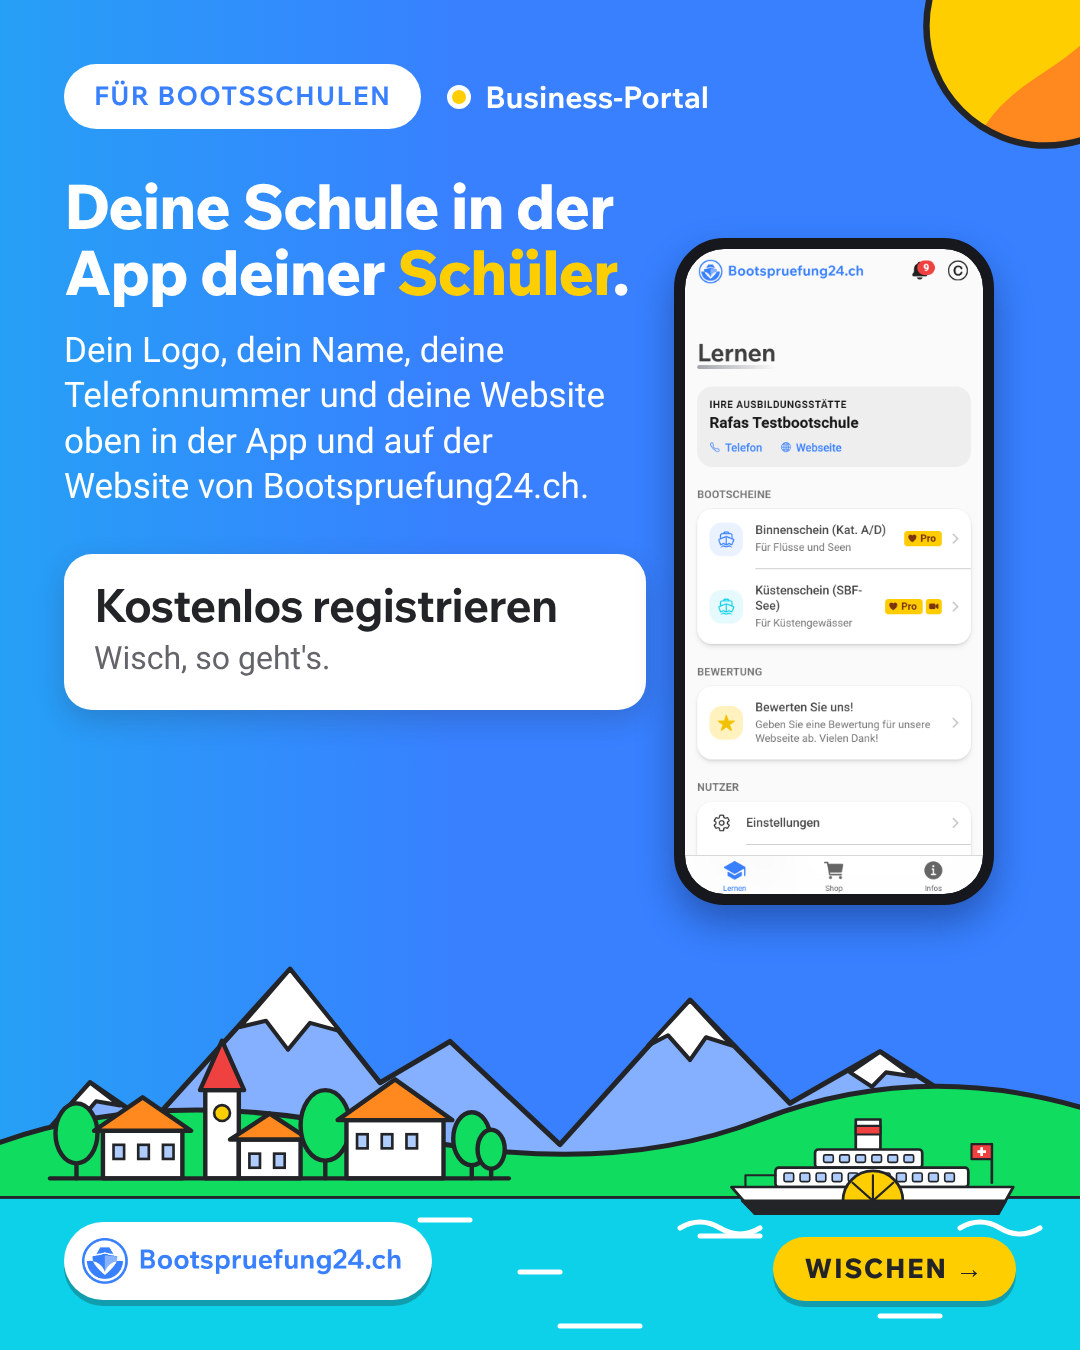 FÜR BOOTSSCHULEN
Business-Portal
Deine Schule in der
App deiner Schüler.
Dein Logo, dein Name, deine
Telefonnummer und deine Website
oben in der App und auf der
Website von Bootspruefung24.ch.
Kostenlos registrieren
Wisch, so geht's.
Bootspruefung24.ch
9
C
Lernen
IHRE AUSBILDUNGSSTÄTTE
Rafas Testbootschule
Telefon
Webseite
BOOTSCHEINE
Binnenschein (Kat. A/D)
Für Flüsse und Seen
Pro
Küstenschein (SBF-
See)
Für Küstengewässer
Pro
BEWERTUNG
Bewerten Sie uns!
Geben Sie eine Bewertung für unsere
Webseite ab. Vielen Dank!
NUTZER
Einstellungen
Lernen
Shop
Infos
Bootspruefung24.ch
WISCHEN →